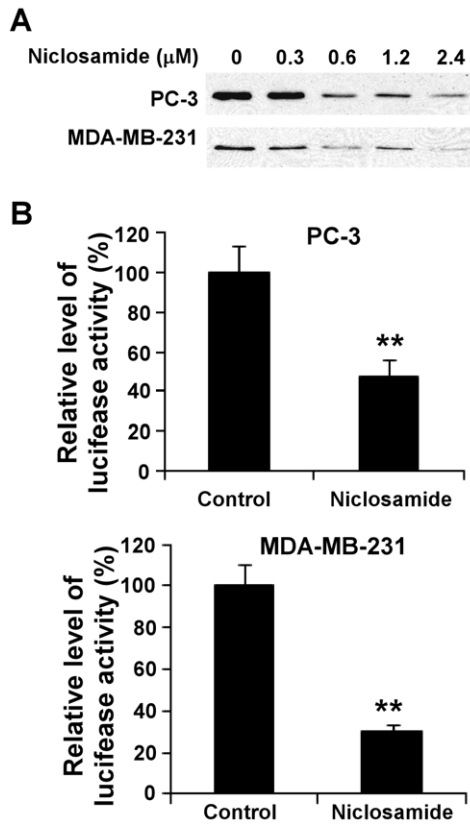 A
Niclosamide (μM) 0 0.3 0.6 1.2 2.4
PC-3
MDA-MB-231
B
PC-3
Relative level of
lucifease activity (%)
120
100
80
60
40
20
0
**
Control Niclosamide
MDA-MB-231
Relative level of
lucifease activity (%)
120
100
80
60
40
20
0
**
Control Niclosamide